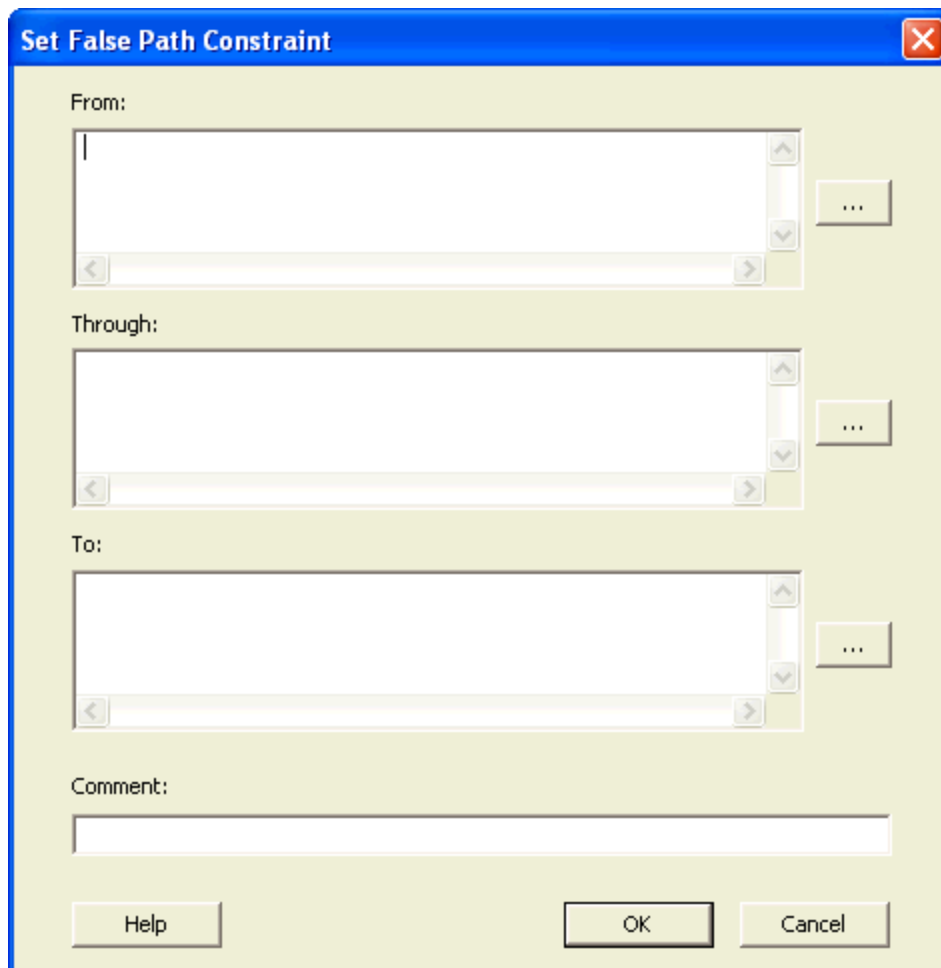 Set False Path Constraint
From:
...
Through:
...
To:
...
Comment:
Help OK Cancel